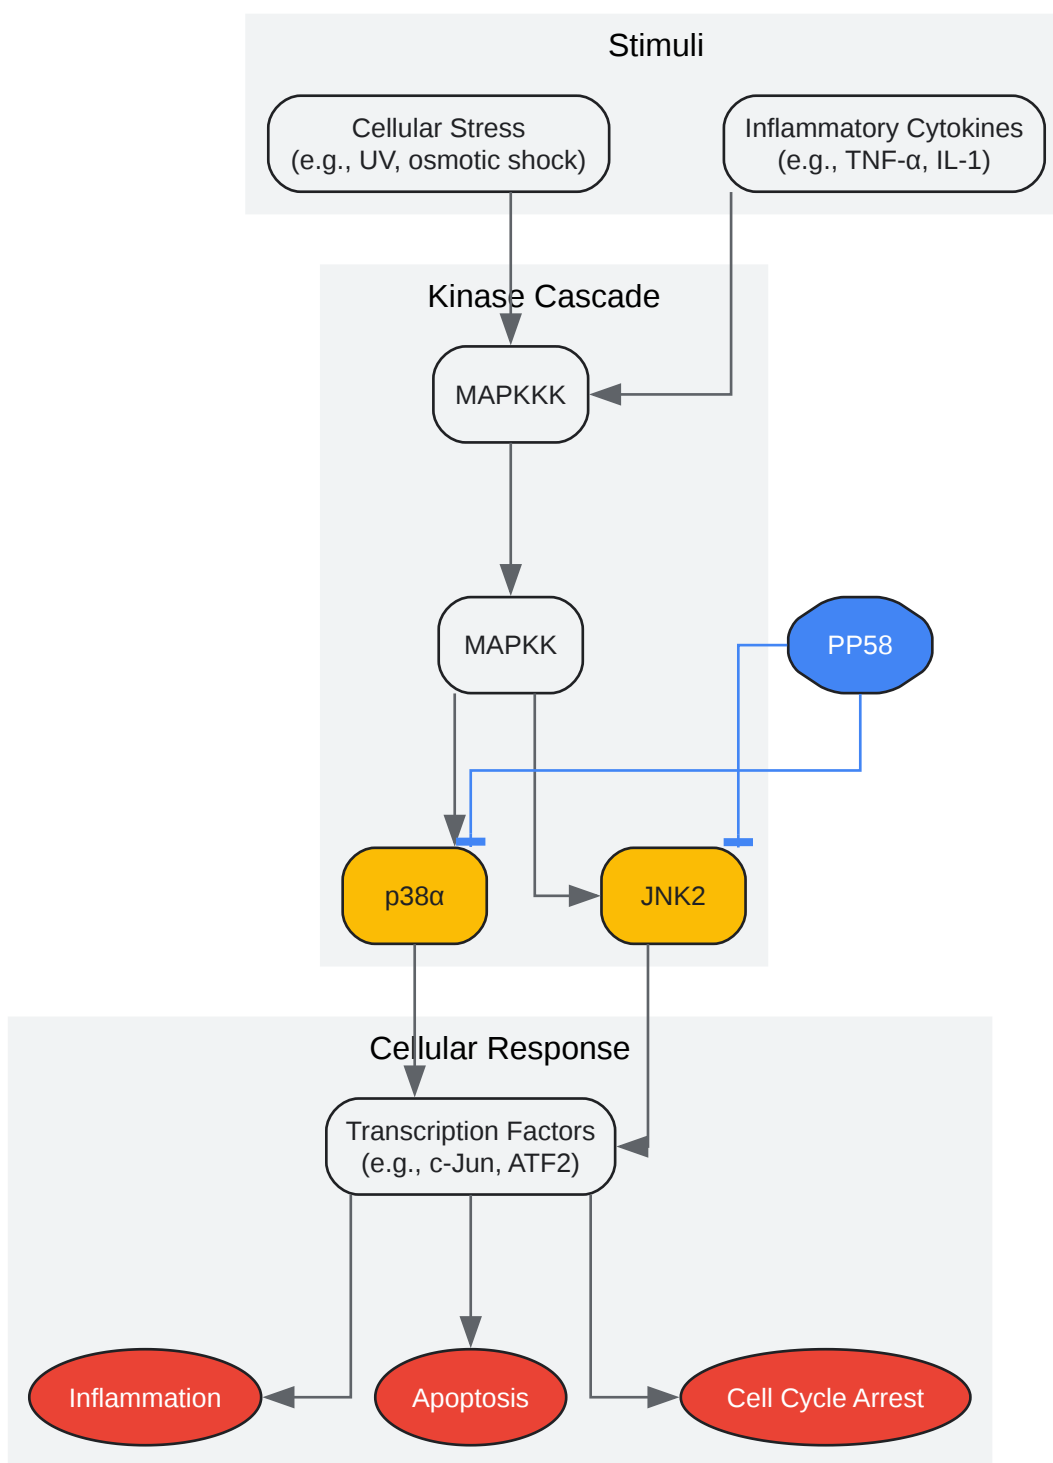 Stimuli
Cellular Stress
(e.g., UV, osmotic shock)
Inflammatory Cytokines
(e.g., TNF-α, IL-1)
Kinase Cascade
MAPKKK
MAPKK
PP58
p38α
JNK2
Cellular Response
Transcription Factors
(e.g., c-Jun, ATF2)
Inflammation
Apoptosis
Cell Cycle Arrest